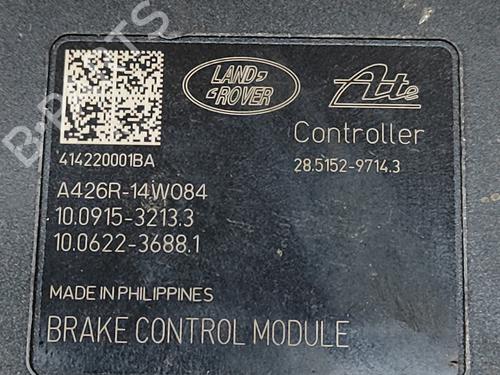 LAND ROVER
Ate
Controller
414220001BA
28.5152-9714.3
A426R-14W084
10.0915-3213.3
10.0622-3688.1
MADE IN PHILIPPINES
BRAKE CONTROL MODULE